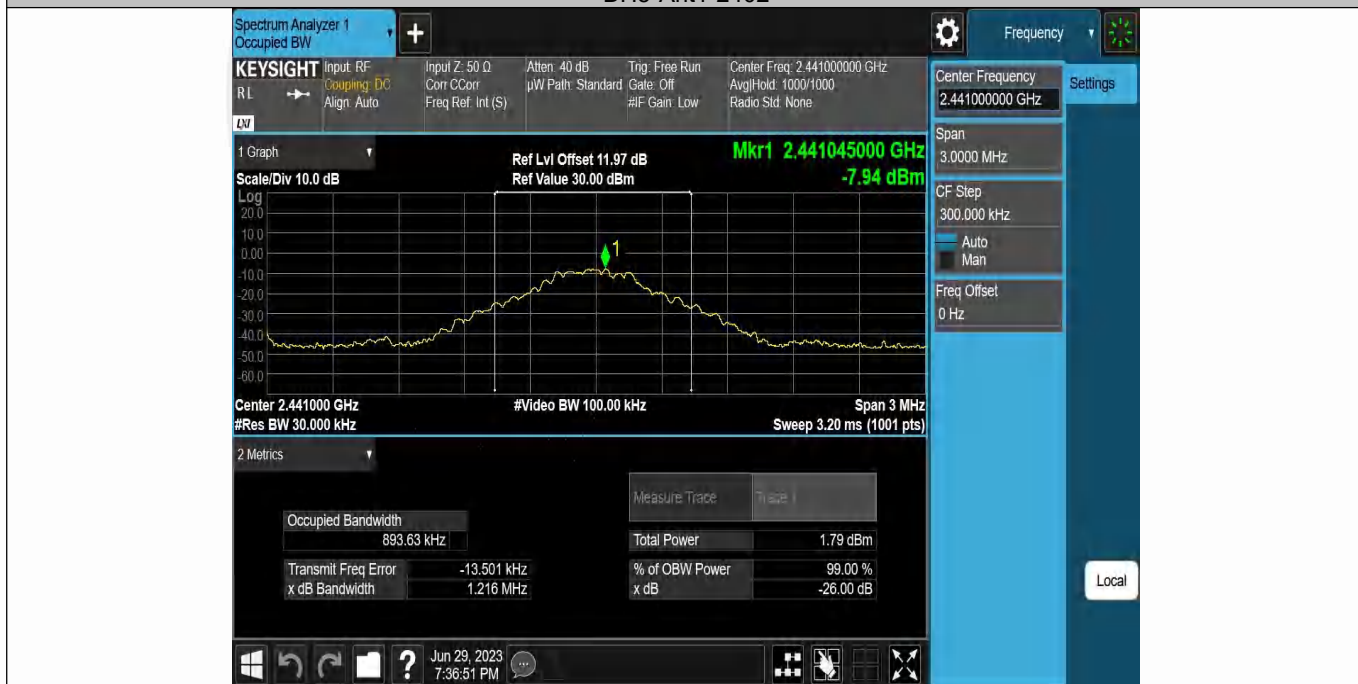 Spectrum Analyzer 1
Occupied BW
+
Frequency
KEYSIGHT
RL
LXI
Input: RF
Coupling: DC
Align: Auto
Input Z: 50 Ω
Corr CCorr
Freq Ref: Int (S)
Atten: 40 dB
µW Path: Standard
Trig: Free Run
Gate: Off
#IF Gain: Low
Center Freq: 2.441000000 GHz
Avg|Hold: 1000/1000
Radio Std: None
Center Frequency
2.441000000 GHz
Settings
Span
3.0000 MHz
CF Step
300.000 kHz
Auto
Man
Freq Offset
0 Hz
Local
1 Graph
Scale/Div 10.0 dB
Ref Lvl Offset 11.97 dB
Ref Value 30.00 dBm
Mkr1 2.441045000 GHz
-7.94 dBm
Log
20.0
10.0
0.00
-10.0
-20.0
-30.0
-40.0
-50.0
-60.0
1
Center 2.441000 GHz
#Video BW 100.00 kHz
Span 3 MHz
#Res BW 30.000 kHz
Sweep 3.20 ms (1001 pts)
2 Metrics
Measure Trace
Trace 1
Occupied Bandwidth
893.63 kHz
Total Power
1.79 dBm
Transmit Freq Error
-13.501 kHz
% of OBW Power
99.00 %
x dB Bandwidth
1.216 MHz
x dB
-26.00 dB
?
Jun 29, 2023
7:36:51 PM